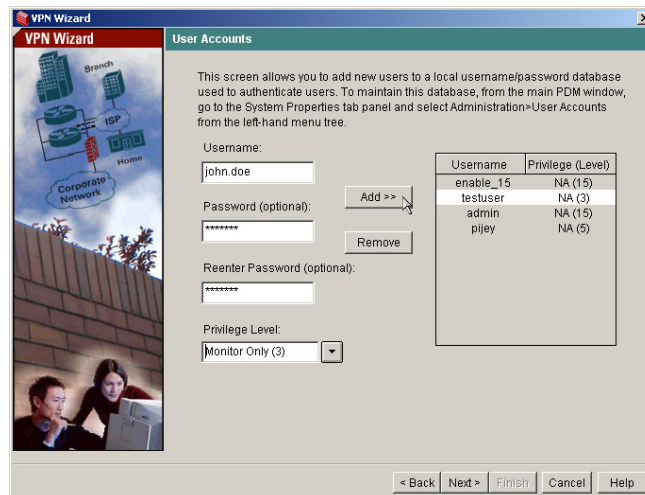 VPN Wizard
VPN Wizard
User Accounts
Branch
ISP
Home
Corporate
Network
This screen allows you to add new users to a local username/password database
used to authenticate users. To maintain this database, from the main PDM window,
go to the System Properties tab panel and select Administration>User Accounts
from the left-hand menu tree.
Username:
john.doe
Password (optional):
*******
Reenter Password (optional):
*******
Privilege Level:
Monitor Only (3)
Add >>
Remove
Username Privilege (Level)
enable_15 NA (15)
testuser NA (3)
admin NA (15)
pijey NA (5)
< Back Next > Finish Cancel Help